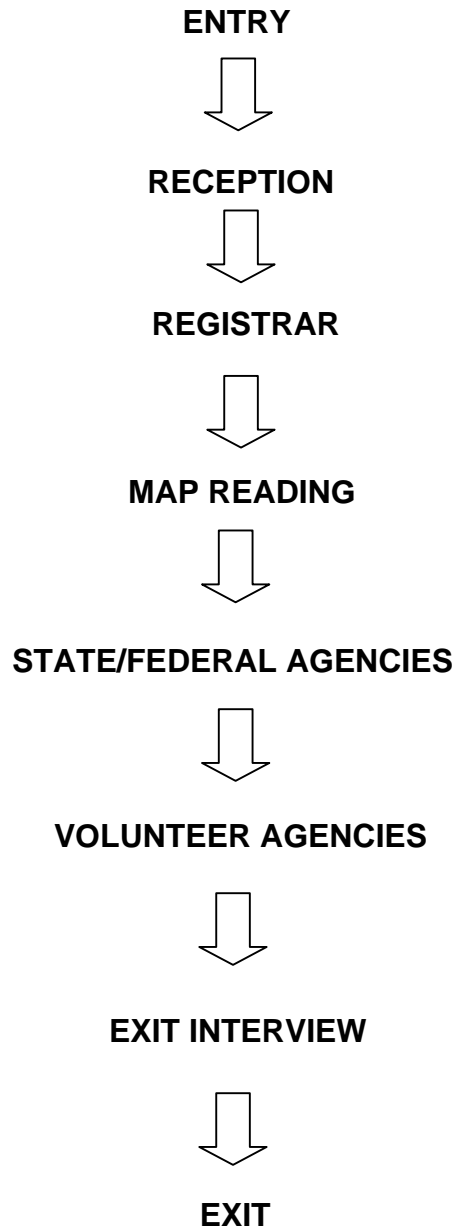 ENTRY
RECEPTION
REGISTRAR
MAP READING
STATE/FEDERAL AGENCIES
VOLUNTEER AGENCIES
EXIT INTERVIEW
EXIT